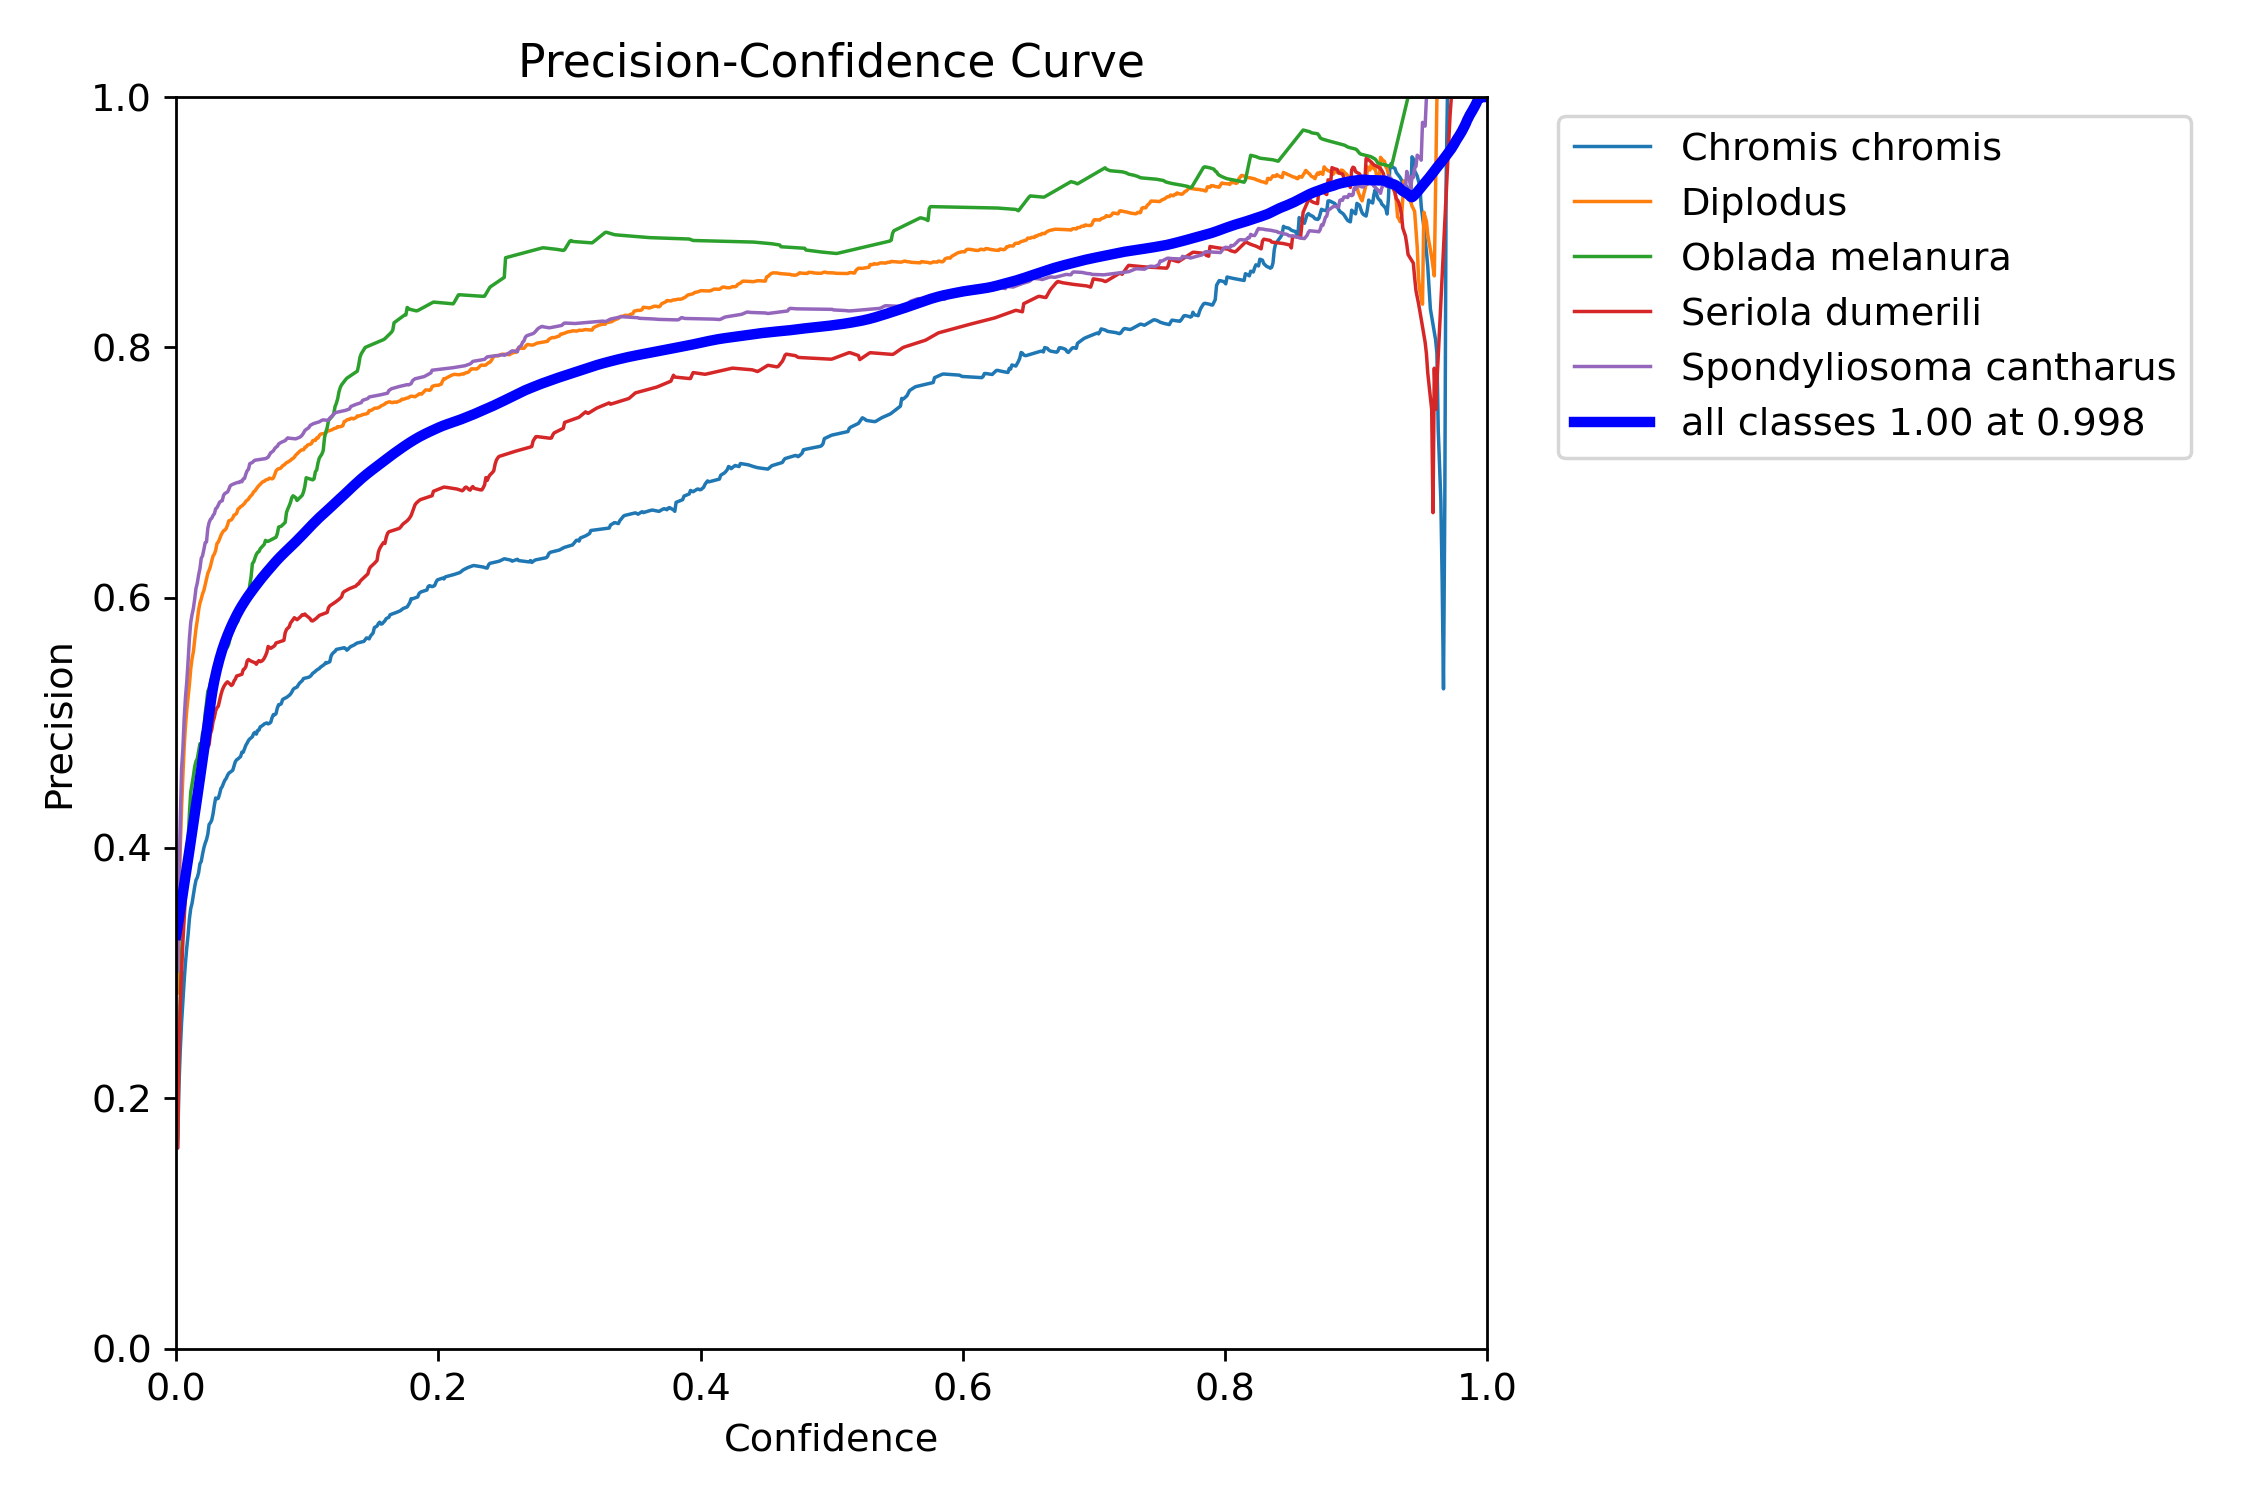 Precision-Confidence Curve
1.0
0.8
0.6
0.4
0.2
0.0
Precision
0.0 0.2 0.4 0.6 0.8 1.0
Confidence
Chromis chromis
Diplodus
Oblada melanura
Seriola dumerili
Spondyliosoma cantharus
all classes 1.00 at 0.998